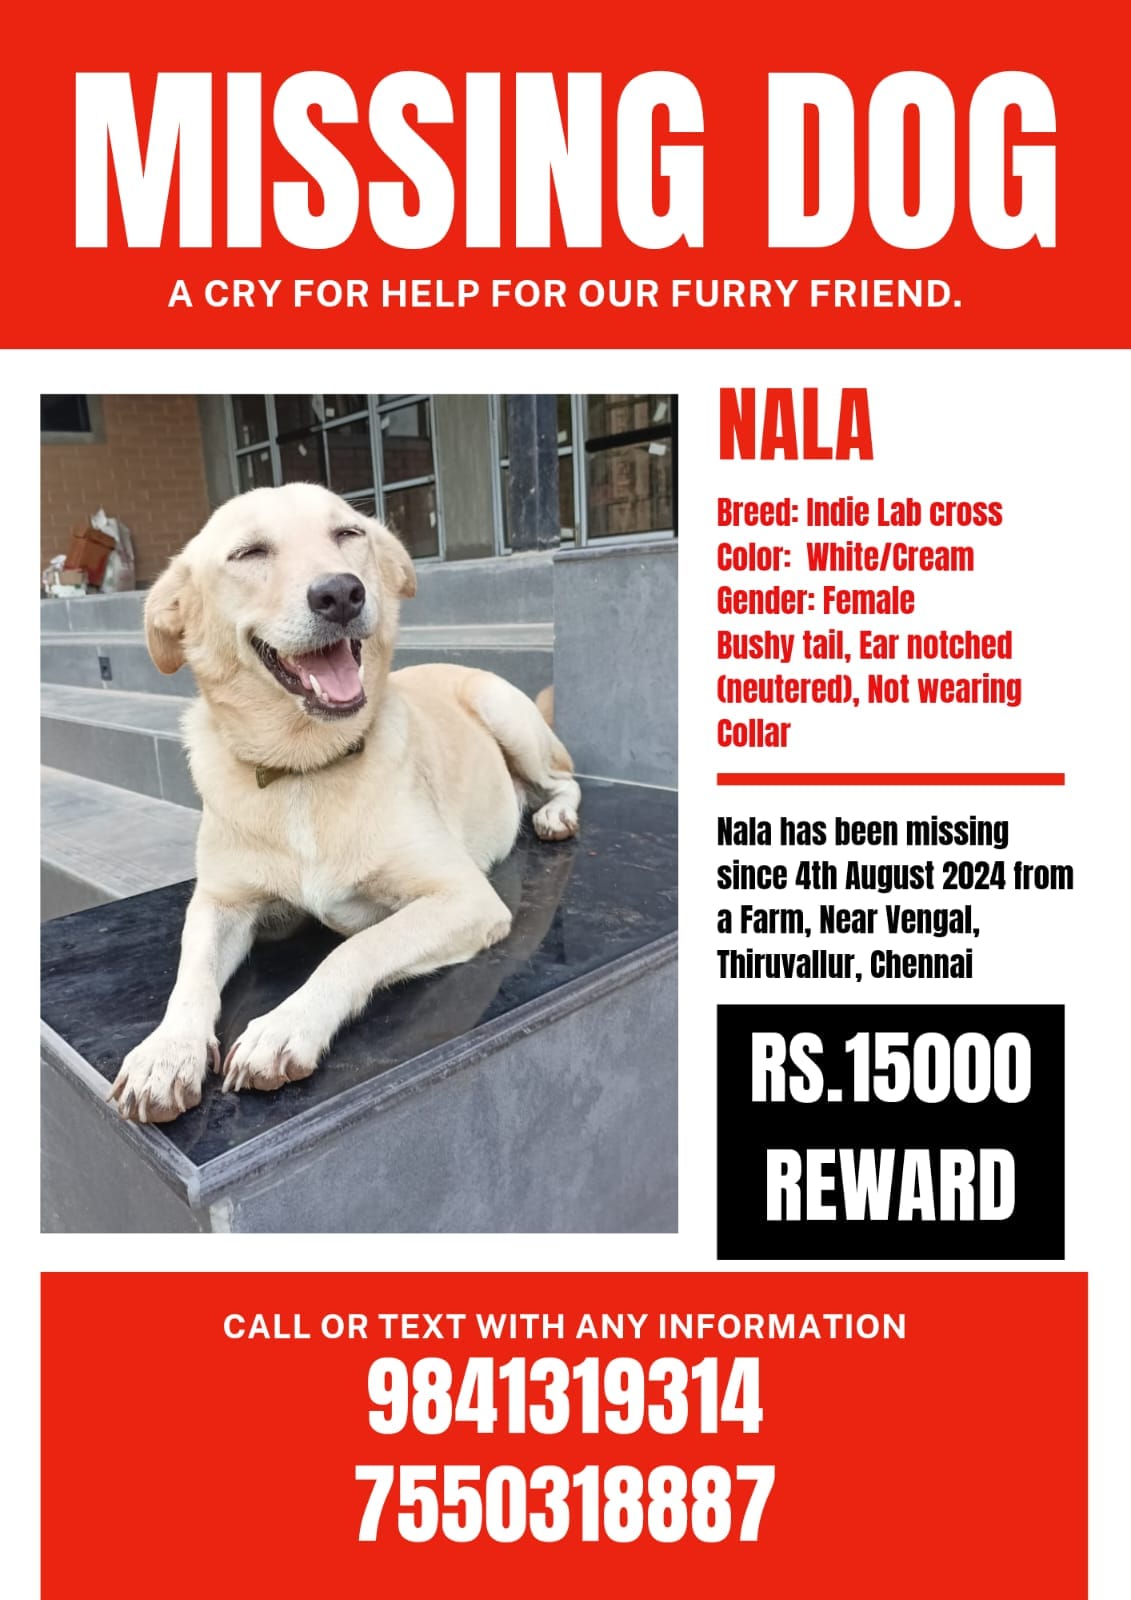 MISSING DOG
A CRY FOR HELP FOR OUR FURRY FRIEND.
NALA
Breed: Indie Lab cross
Color: White/Cream
Gender: Female
Bushy tail, Ear notched
(neutered), Not wearing
Collar
Nala has been missing
since 4th August 2024 from
a Farm, Near Vengal,
Thiruvallur, Chennai
RS.15000
REWARD
CALL OR TEXT WITH ANY INFORMATION
9841319314
7550318887